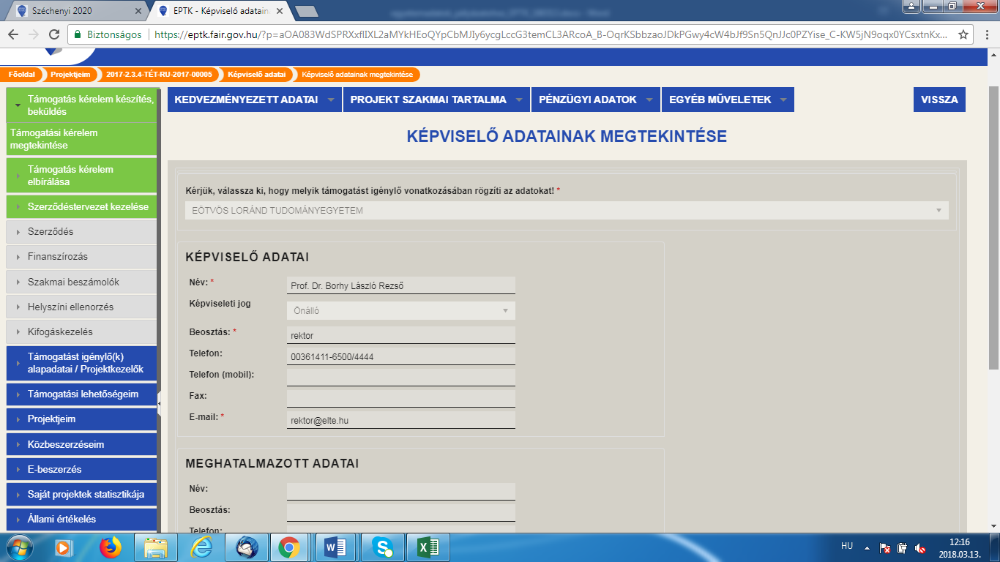 Széchenyi 2020
EPTK - Képviselő adatain
Biztonságos
https://eptk.fair.gov.hu/?p=aOA083WdSPRXxflIXL2aMYkHEoQYpCbMJIy6ycgLccG3temCL3ARcoA_B-OqrKSbbzaoJDkPGwy4cW4bJf9Sn5QnJJc0PZYise_C-KW5jN9oqx0YCsxtnKx...
Főoldal
Projektjeim
2017-2.3.4-TÉT-RU-2017-00005
Képviselő adatai
Képviselő adatainak megtekintése
Támogatás kérelem készítés,
beküldés
Támogatási kérelem
megtekintése
Támogatás kérelem
elbírálása
Szerződéstervezet kezelése
Szerződés
Finanszírozás
Szakmai beszámolók
Helyszíni ellenorzés
Kifogáskezelés
Támogatást igénylő(k)
alapadatai / Projektkezelők
Támogatási lehetőségeim
Projektjeim
Közbeszerzéseim
E-beszerzés
Saját projektek statisztikája
Állami értékelés
KEDVEZMÉNYEZETT ADATAI
PROJEKT SZAKMAI TARTALMA
PÉNZÜGYI ADATOK
EGYÉB MŰVELETEK
VISSZA
KÉPVISELŐ ADATAINAK MEGTEKINTÉSE
Kérjük, válassza ki, hogy melyik támogatást igénylő vonatkozásában rögzíti az adatokat! *
EÖTVÖS LORÁND TUDOMÁNYEGYETEM
KÉPVISELŐ ADATAI
Név: * Prof. Dr. Borhy László Rezső
Képviseleti jog Önálló
Beosztás: * rektor
Telefon: 00361411-6500/4444
Telefon (mobil):
Fax:
E-mail: * rektor@elte.hu
MEGHATALMAZOTT ADATAI
Név:
Beosztás:
Telefon:
HU
12:16
2018.03.13.